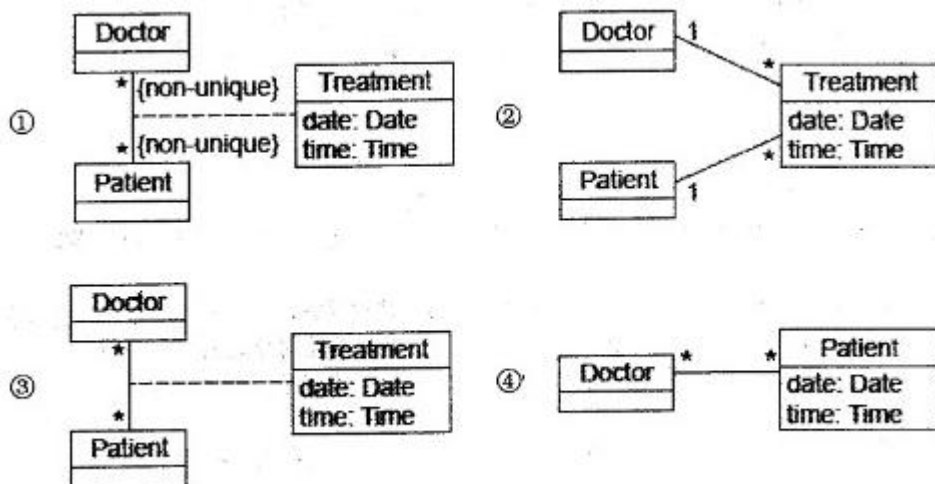 ①
Doctor
* {non-unique}
* {non-unique}
Patient
Treatment
date: Date
time: Time
②
Doctor
1
*
Treatment
date: Date
time: Time
*
Patient
1
③
Doctor
*
*
Patient
Treatment
date: Date
time: Time
④
Doctor
* *
Patient
date: Date
time: Time